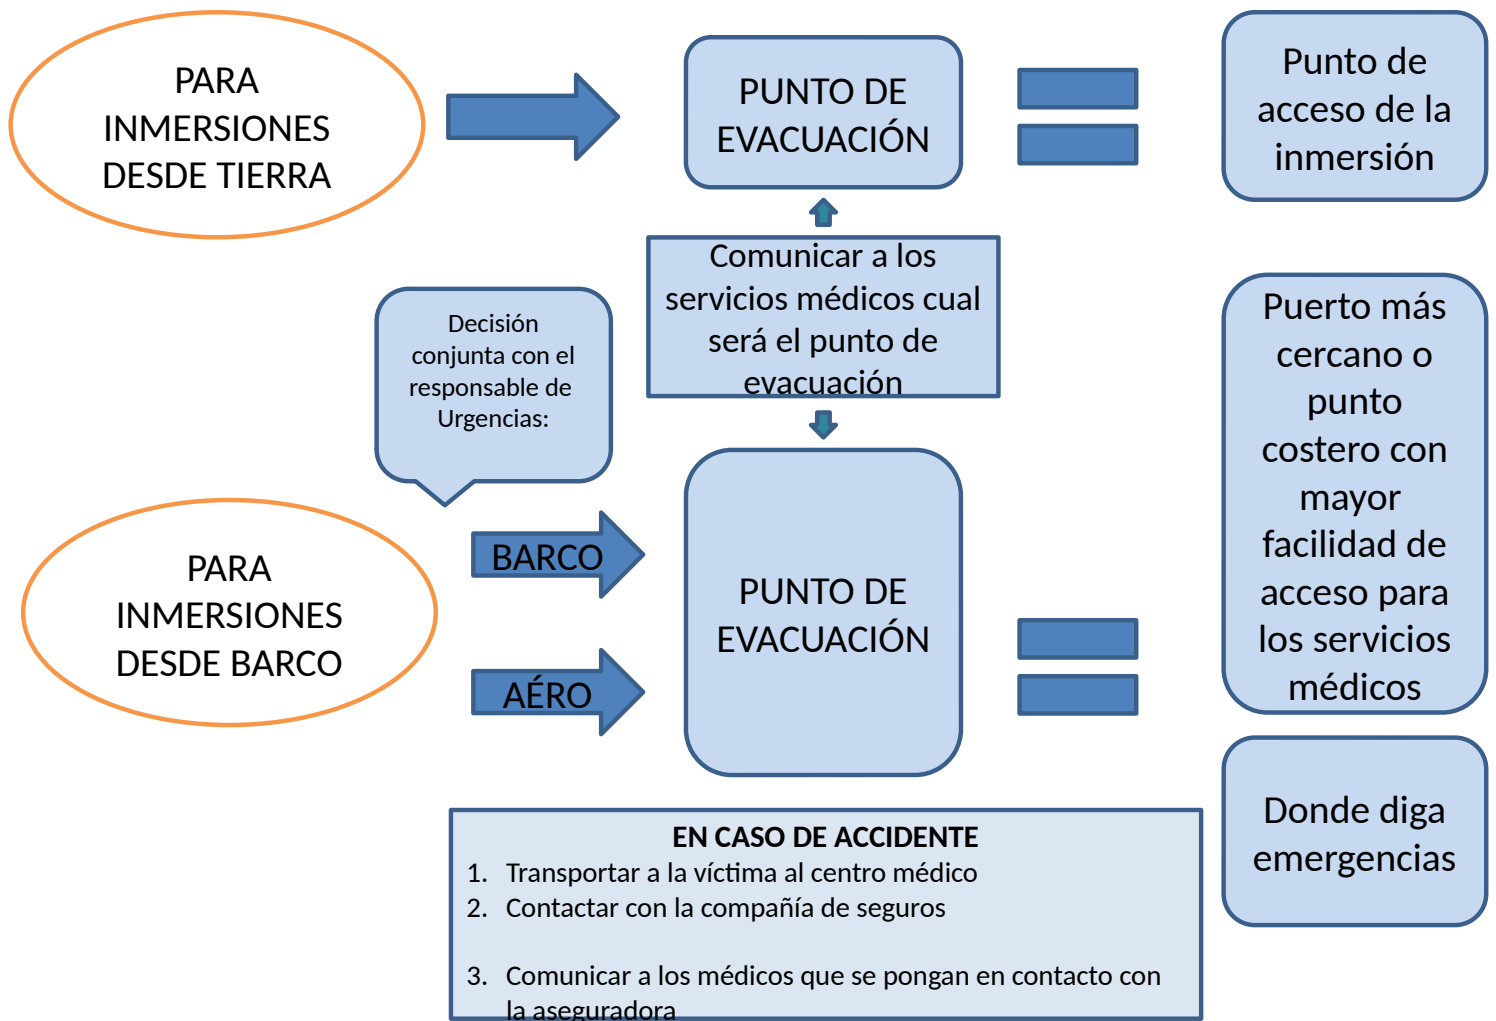 PARA
INMERSIONES
DESDE TIERRA
PUNTO DE
EVACUACIÓN
Punto de
acceso de la
inmersión
Comunicar a los
servicios médicos cual
será el punto de
evacuación
Decisión
conjunta con el
responsable de
Urgencias:
Puerto más
cercano o
punto
costero con
mayor
facilidad de
acceso para
los servicios
médicos
PARA
INMERSIONES
DESDE BARCO
BARCO
AÉRO
PUNTO DE
EVACUACIÓN
Donde diga
emergencias
EN CASO DE ACCIDENTE
1. Transportar a la víctima al centro médico
2. Contactar con la compañía de seguros
3. Comunicar a los médicos que se pongan en contacto con
la aseguradora